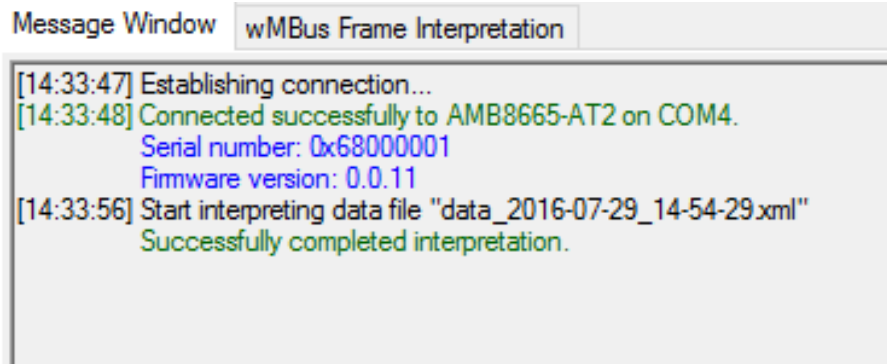 Message Window
wMBus Frame Interpretation
[14:33:47] Establishing connection...
[14:33:48] Connected successfully to AMB8665-AT2 on COM4.
Serial number: 0x68000001
Firmware version: 0.0.11
[14:33:56] Start interpreting data file "data_2016-07-29_14-54-29.xml"
Successfully completed interpretation.